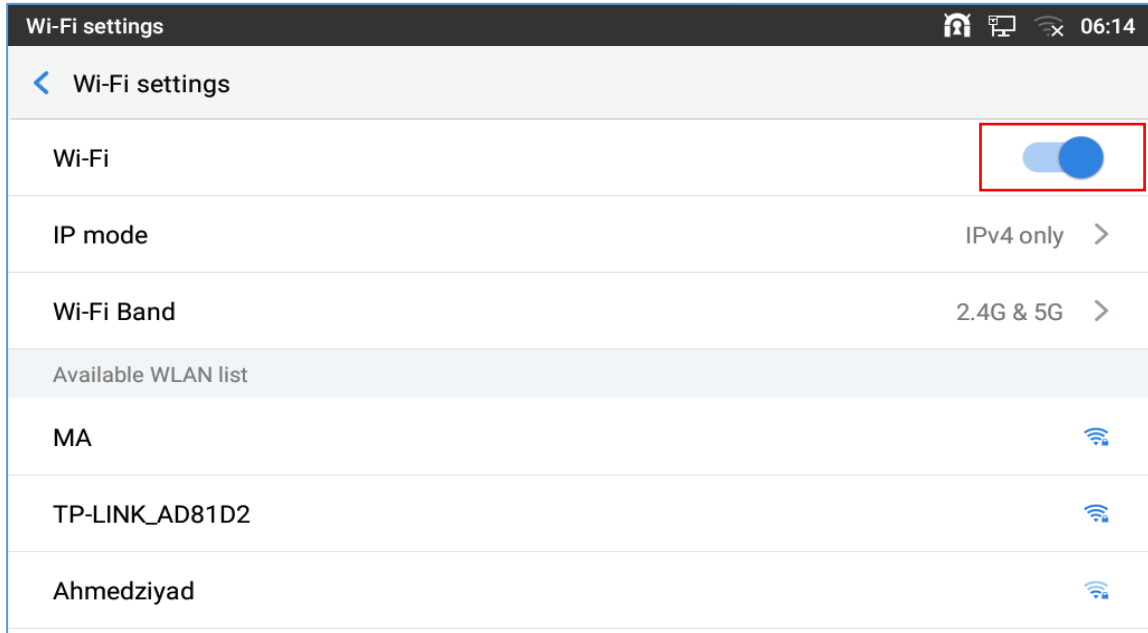 Wi-Fi settings 06:14
Wi-Fi settings
Wi-Fi
IP mode IPv4 only
Wi-Fi Band 2.4G & 5G
Available WLAN list
MA
TP-LINK_AD81D2
Ahmedziyad